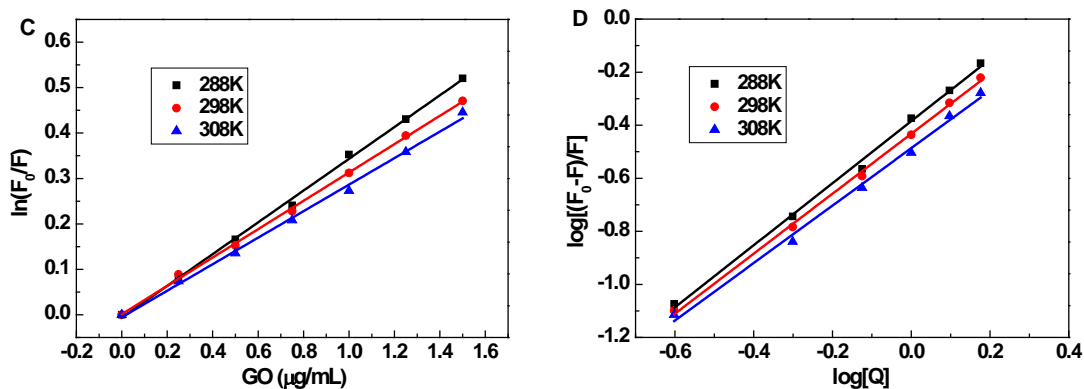 C
ln(F₀/F)
0.6
0.5
0.4
0.3
0.2
0.1
0.0
288K
298K
308K
-0.2 0.0 0.2 0.4 0.6 0.8 1.0 1.2 1.4 1.6
GO (μg/mL)
D
log[(F₀-F)/F]
-0.2
-0.4
-0.6
-0.8
-1.0
-1.2
288K
298K
308K
-0.6 -0.4 -0.2 0.0 0.2 0.4
log[Q]